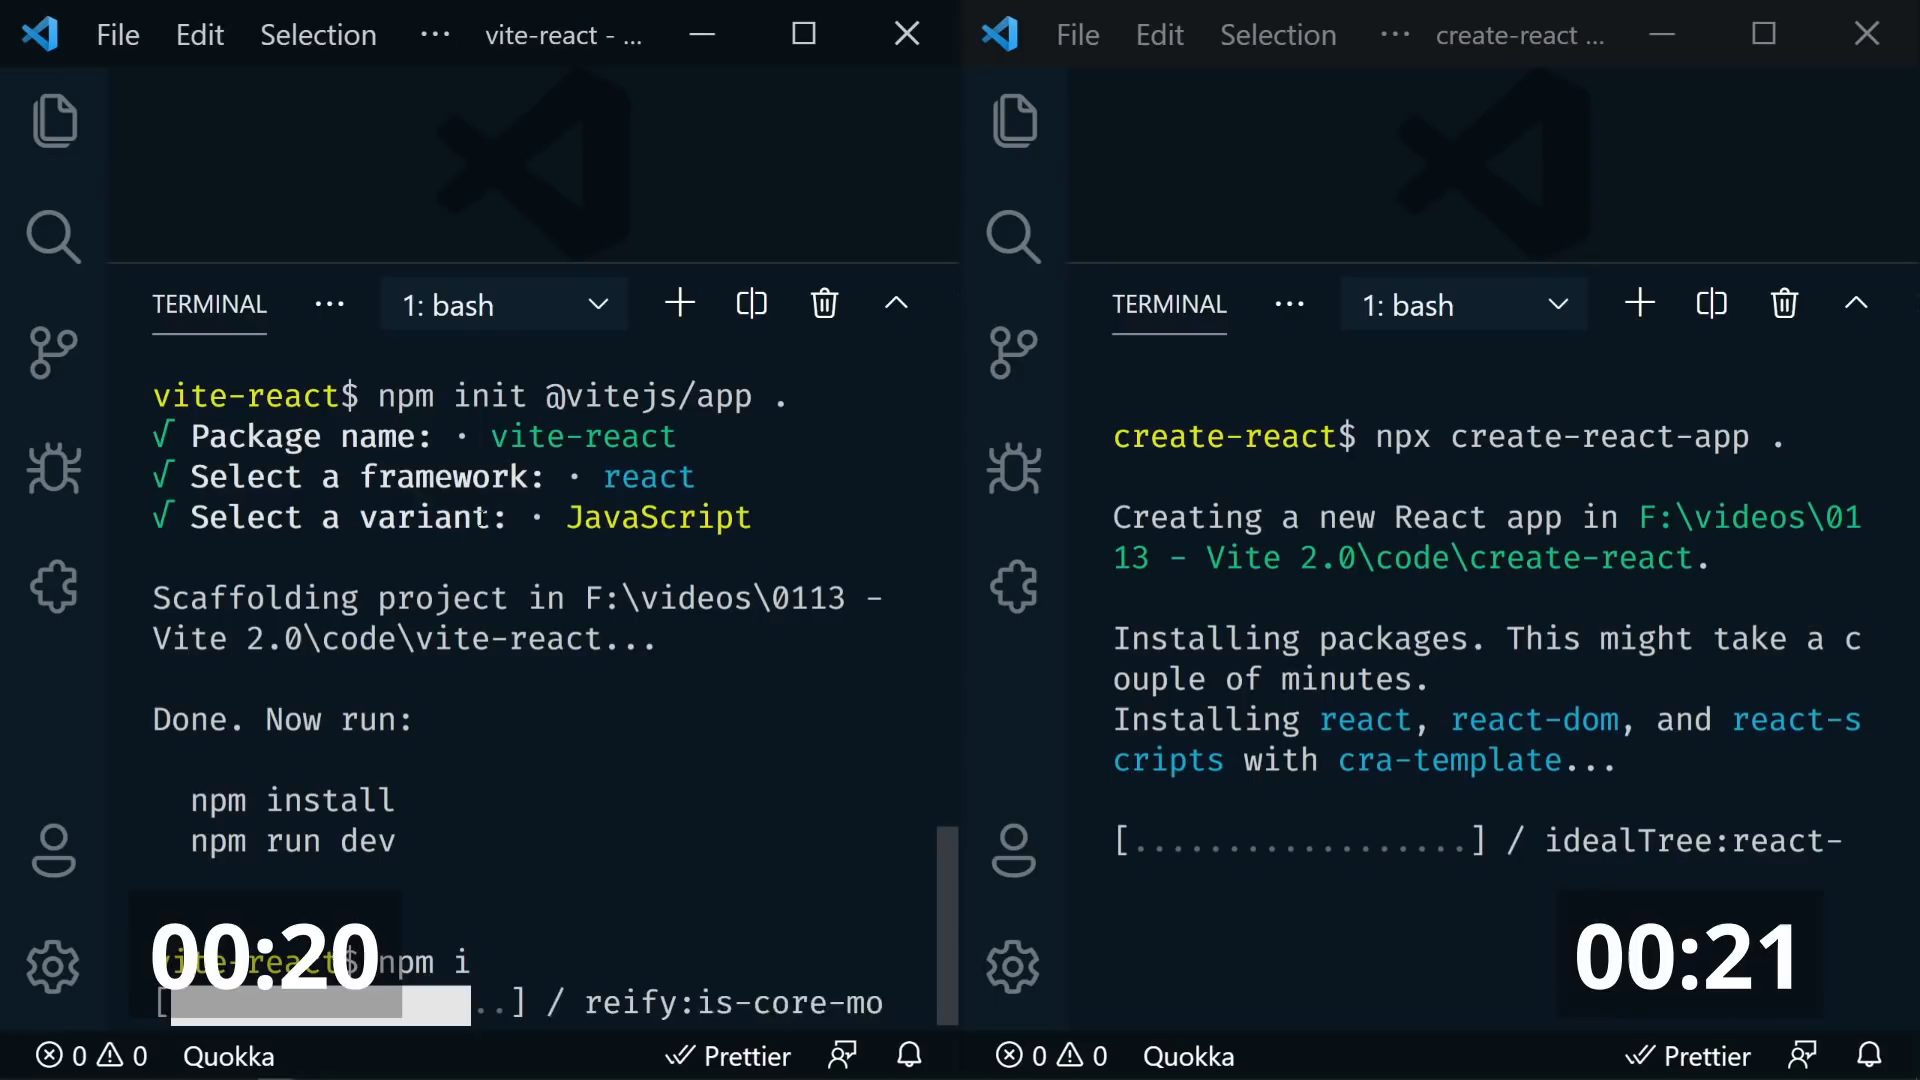 File Edit Selection ··· vite-react - ...
TERMINAL ··· 1: bash
vite-react$ npm init @vitejs/app .
√ Package name: · vite-react
√ Select a framework: · react
√ Select a variant: · JavaScript
Scaffolding project in F:\videos\0113 -
Vite 2.0\code\vite-react...
Done. Now run:
npm install
npm run dev
vite-react$ npm i
00:20
[..] / reify:is-core-mo
0 0 Quokka Prettier
File Edit Selection ··· create-react ...
TERMINAL ··· 1: bash
create-react$ npx create-react-app .
Creating a new React app in F:\videos\01
13 - Vite 2.0\code\create-react.
Installing packages. This might take a c
ouple of minutes.
Installing react, react-dom, and react-s
cripts with cra-template...
[..................] / idealTree:react-
00:21
0 0 Quokka Prettier